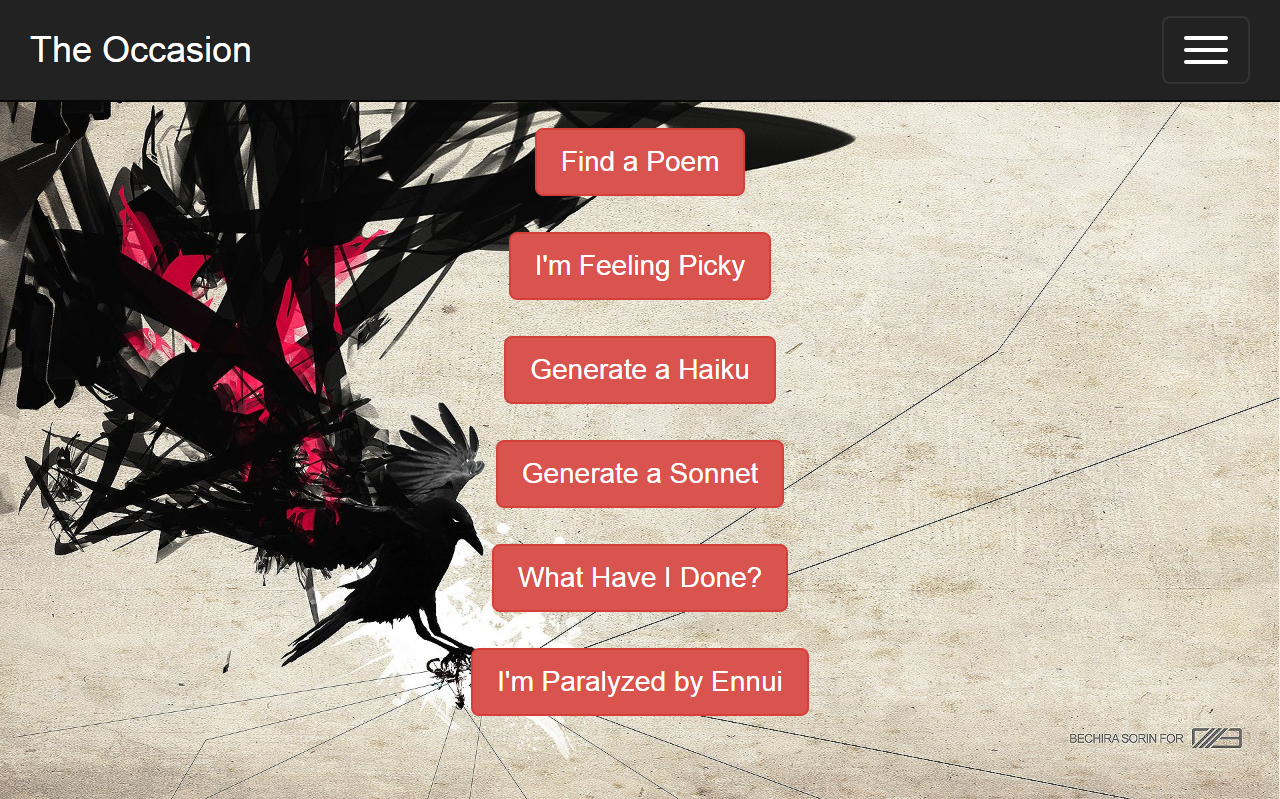 The Occasion
Find a Poem
I'm Feeling Picky
Generate a Haiku
Generate a Sonnet
What Have I Done?
I'm Paralyzed by Ennui
BECHIRA SORIN FOR